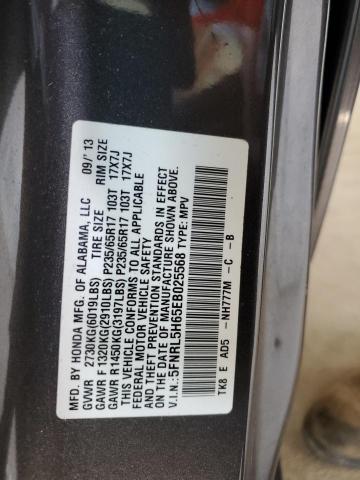 MFD. BY HONDA MFG. OF ALABAMA, LLC 09/'13
GVWR 2730KG(6019LBS) TIRE SIZE RIM SIZE
GAWR F 1320KG(2910LBS) P235/65R17 103T 17X7J
GAWR R 1450KG(3197LBS) P235/65R17 103T 17X7J
THIS VEHICLE CONFORMS TO ALL APPLICABLE
FEDERAL MOTOR VEHICLE SAFETY, BUMPER,
AND THEFT PREVENTION STANDARDS IN EFFECT
ON THE DATE OF MANUFACTURE SHOWN ABOVE.
V.I.N.: 5FNRL5H65EB025568 TYPE: MPV
TK8 E AD5 - NH777M - C - B